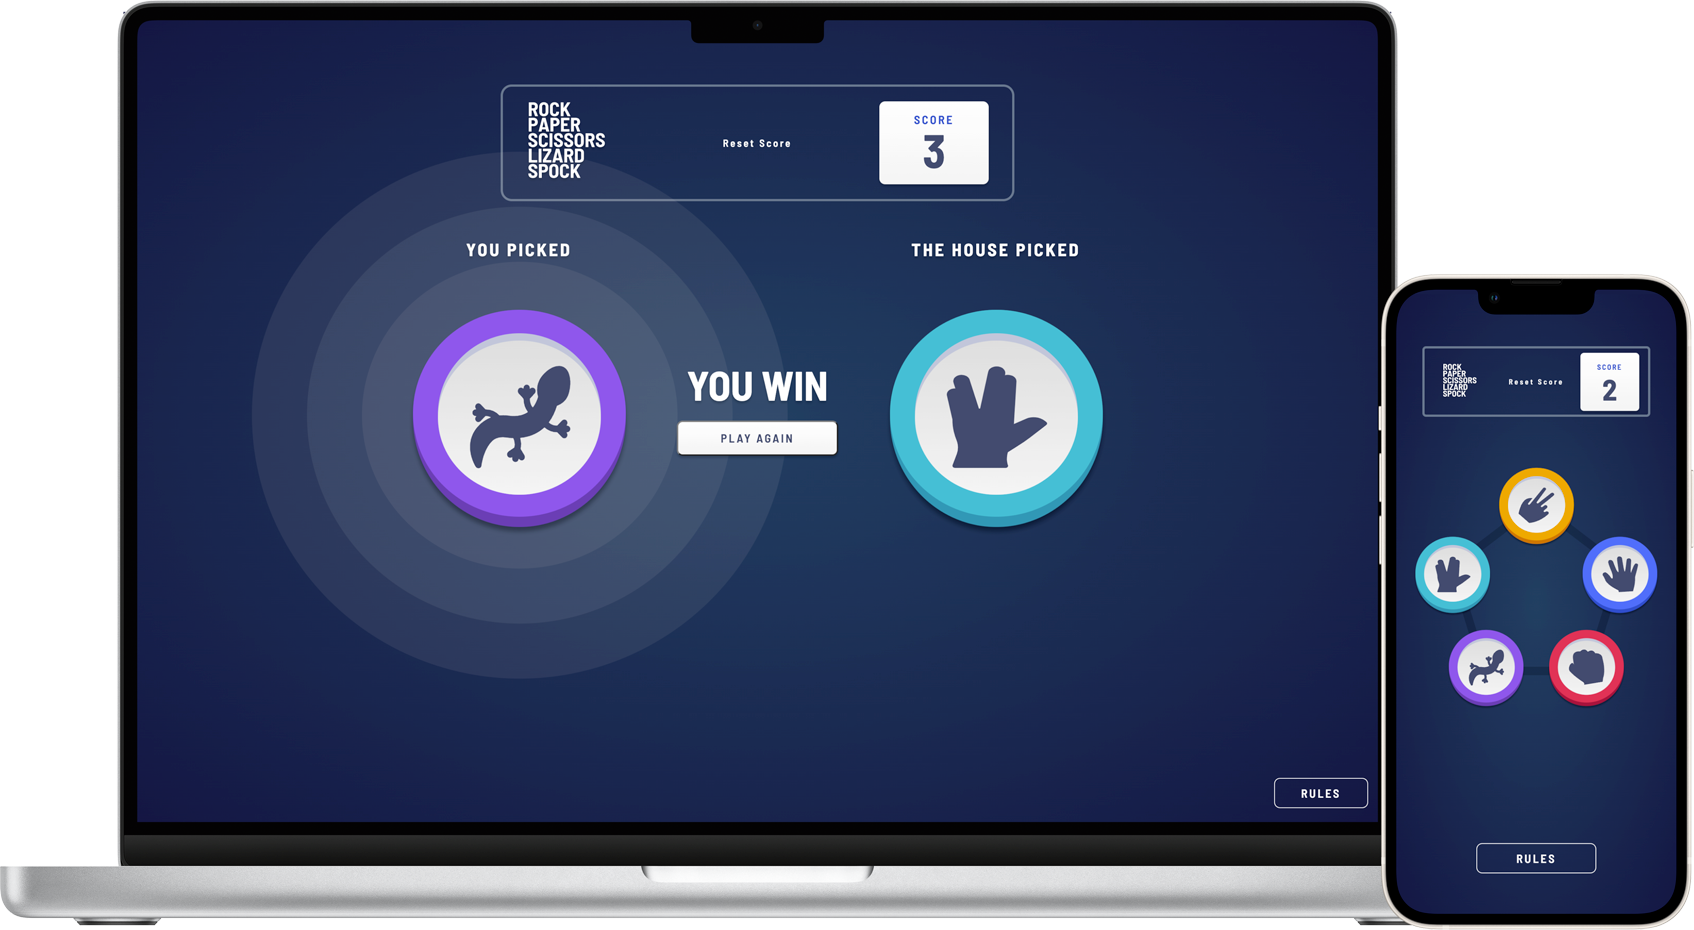 ROCK
PAPER
SCISSORS
LIZARD
SPOCK
Reset Score
SCORE
3
YOU PICKED
THE HOUSE PICKED
YOU WIN
PLAY AGAIN
RULES
ROCK
PAPER
SCISSORS
LIZARD
SPOCK
Reset Score
SCORE
2
RULES